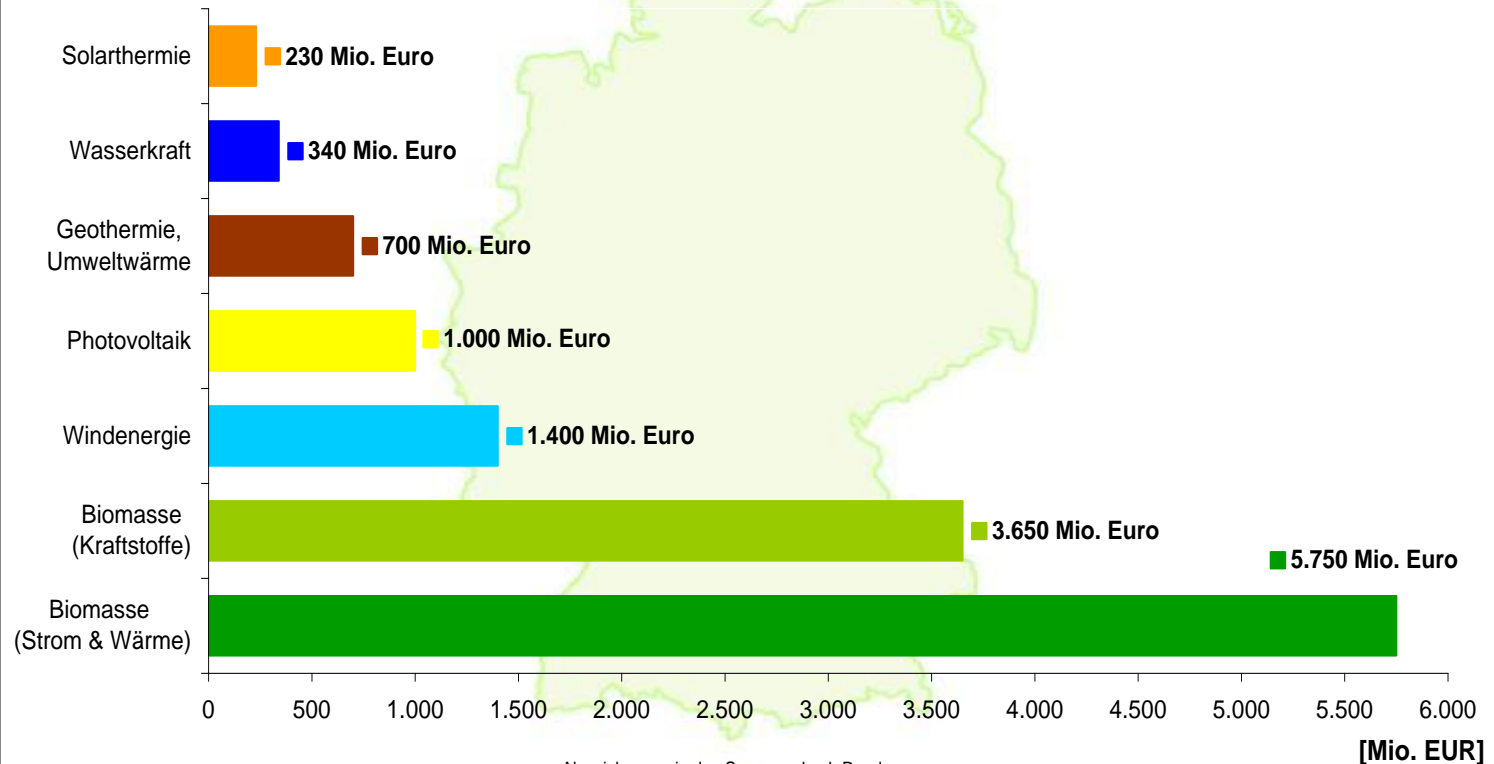 Solarthermie
230 Mio. Euro
Wasserkraft
340 Mio. Euro
Geothermie,
Umweltwärme
700 Mio. Euro
Photovoltaik
1.000 Mio. Euro
Windenergie
1.400 Mio. Euro
Biomasse
(Kraftstoffe)
3.650 Mio. Euro
5.750 Mio. Euro
Biomasse
(Strom & Wärme)
0 500 1.000 1.500 2.000 2.500 3.000 3.500 4.000 4.500 5.000 5.500 6.000
[Mio. EUR]